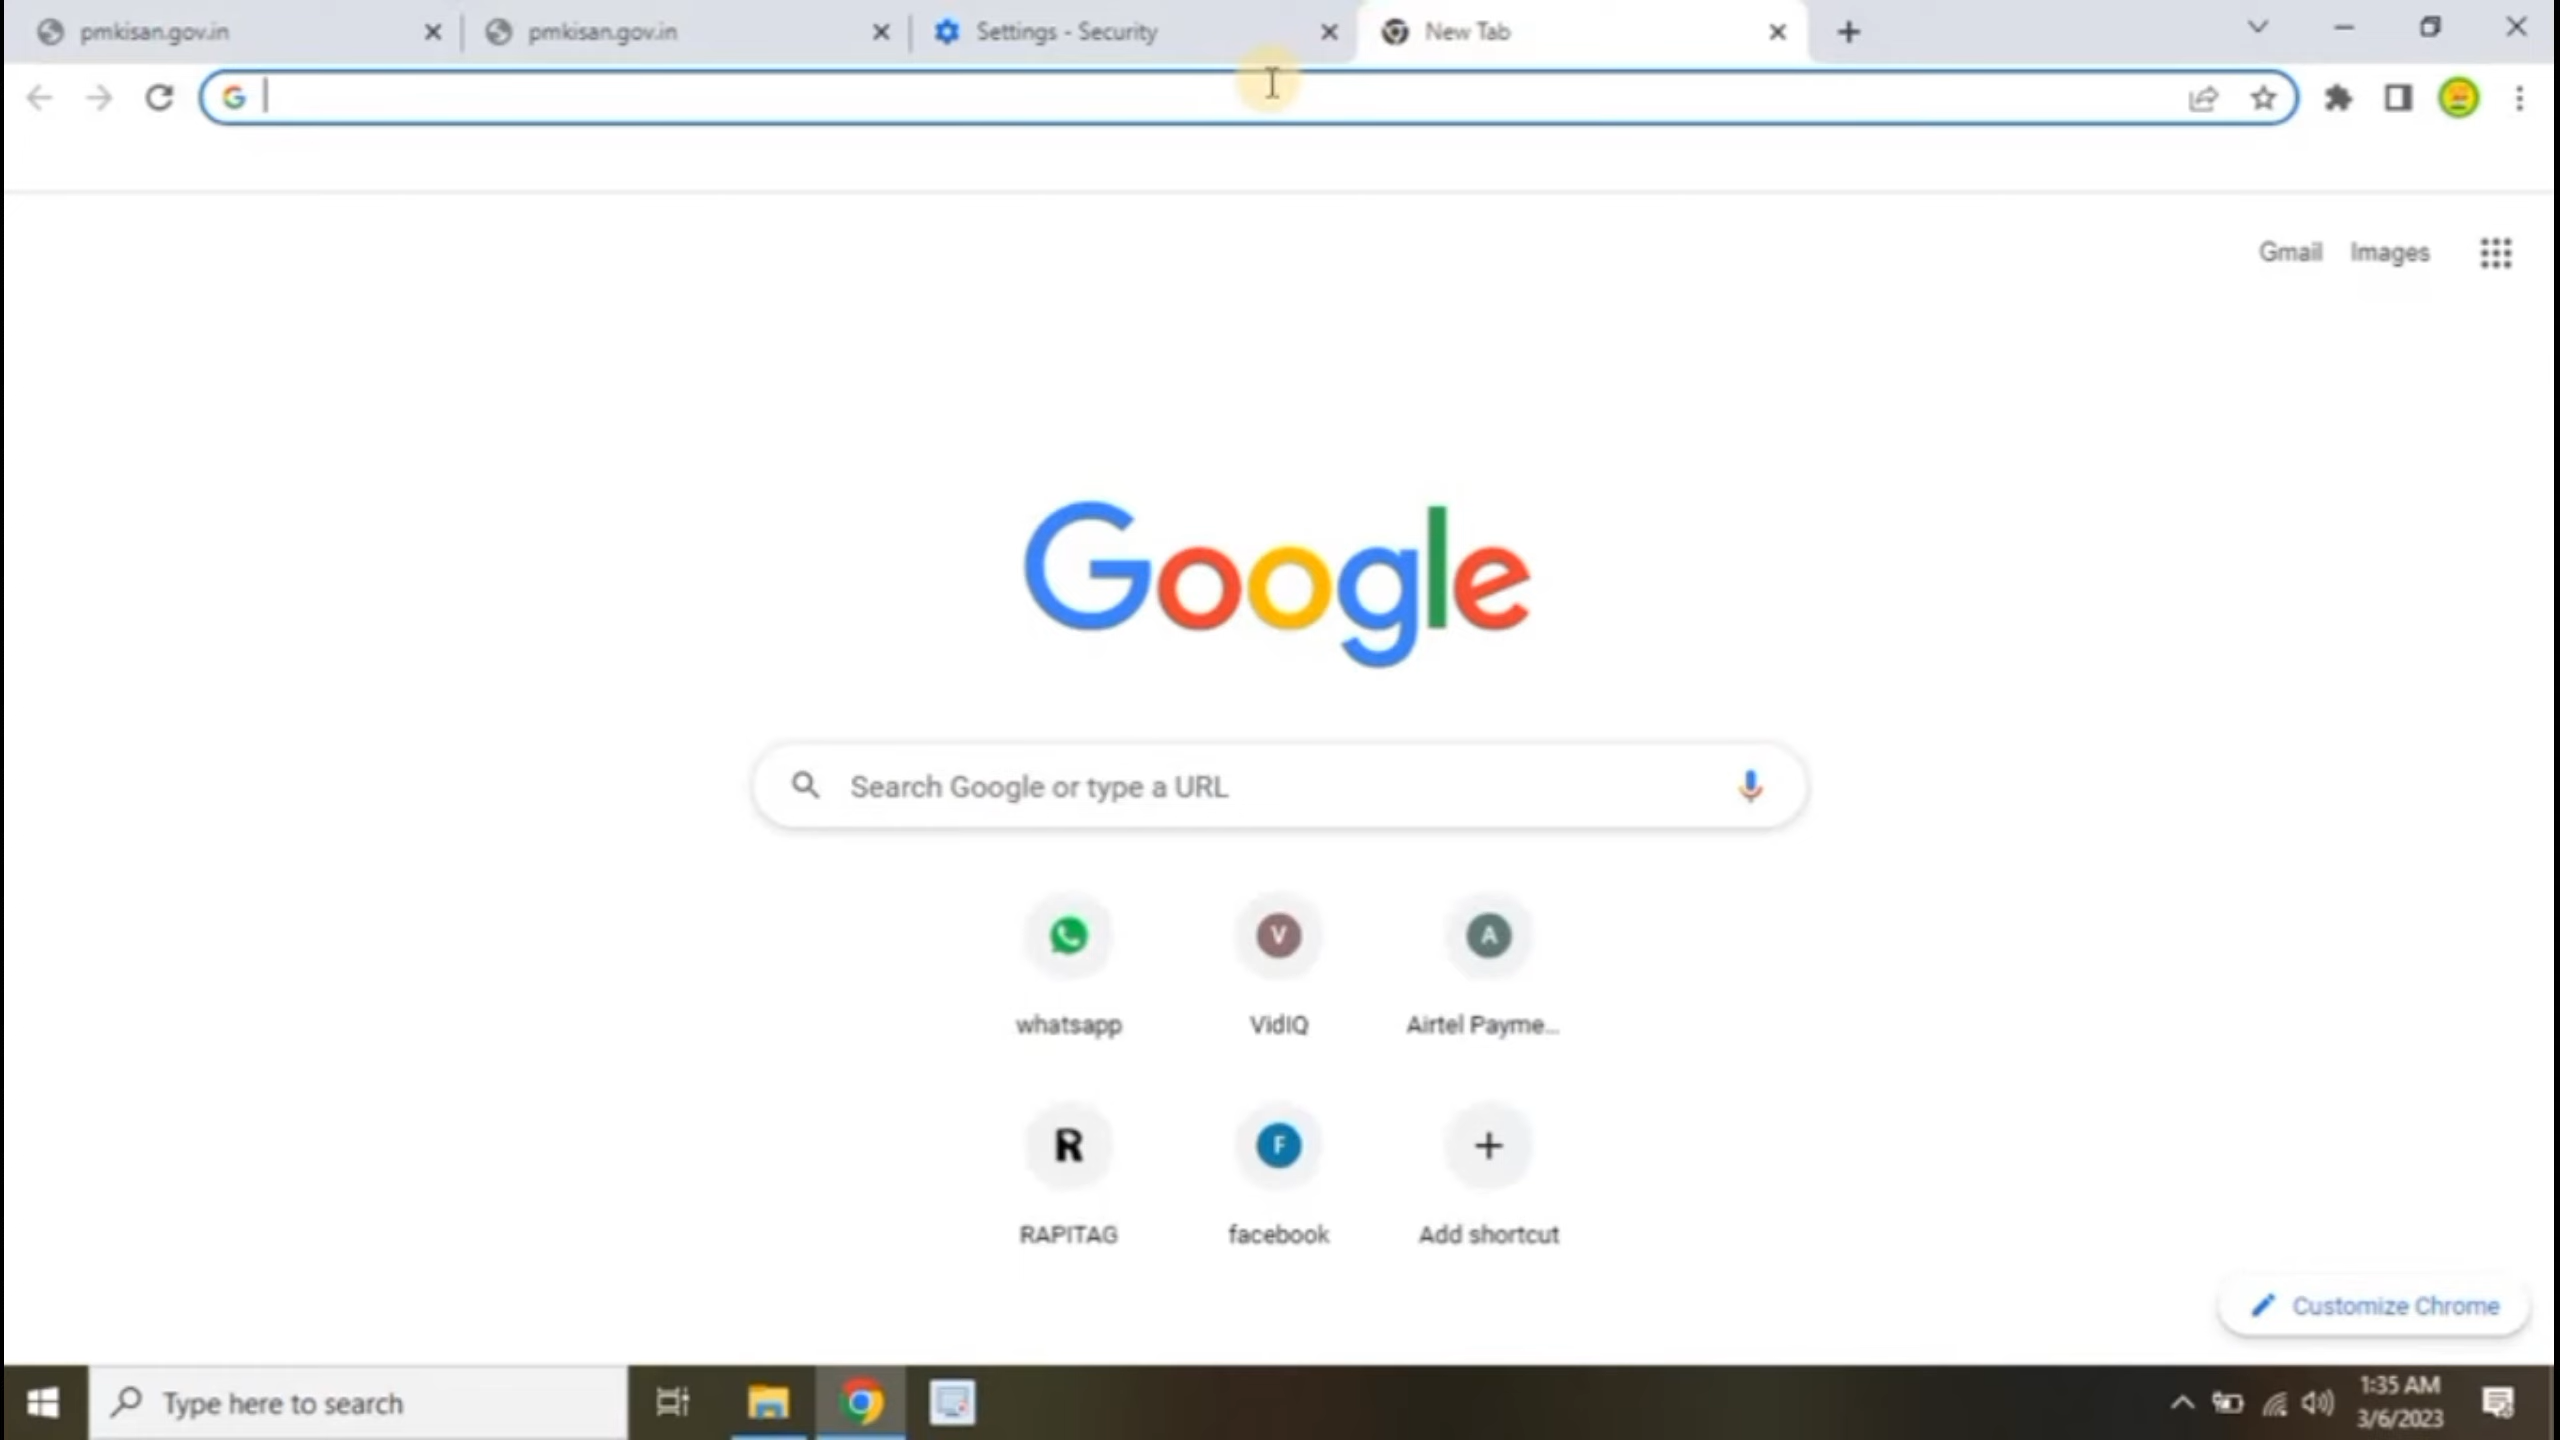 pmkisan.gov.in
pmkisan.gov.in
Settings - Security
New Tab
Gmail Images
Google
Search Google or type a URL
V
A
whatsapp
VidIQ
Airtel Payme...
R
F
RAPITAG
facebook
Add shortcut
Customize Chrome
Type here to search
1:35 AM
3/6/2023